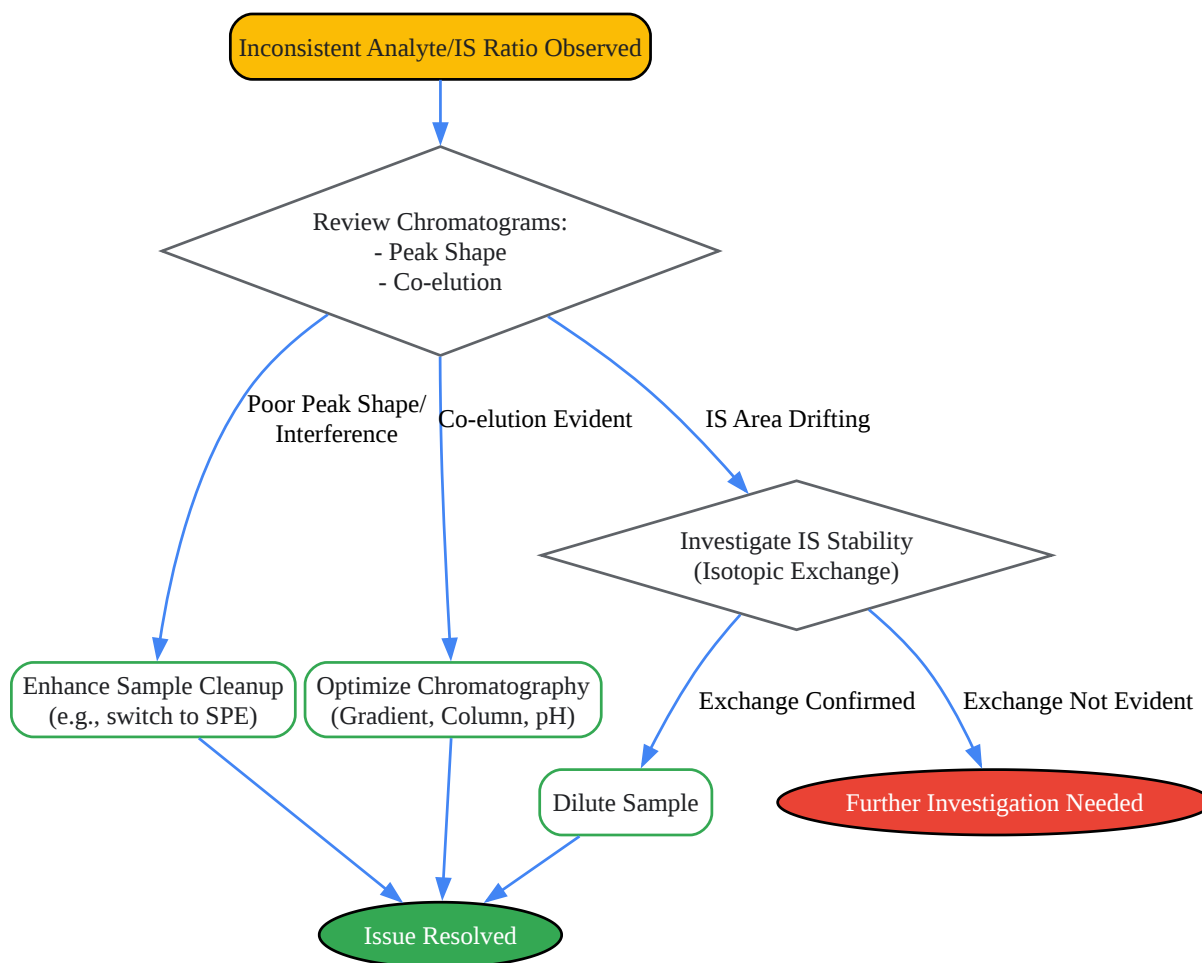 Inconsistent Analyte/IS Ratio Observed
Review Chromatograms:
- Peak Shape
- Co-elution
Poor Peak Shape/
Interference
Co-elution Evident
IS Area Drifting
Investigate IS Stability
(Isotopic Exchange)
Enhance Sample Cleanup
(e.g., switch to SPE)
Optimize Chromatography
(Gradient, Column, pH)
Exchange Confirmed
Exchange Not Evident
Dilute Sample
Further Investigation Needed
Issue Resolved